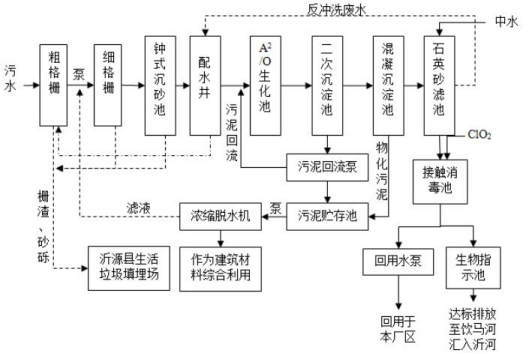 反冲洗废水
中水
污水
粗格栅
泵
细格栅
钟式沉砂池
配水井
A²/O生化池
二次沉淀池
混凝沉淀池
石英砂滤池
污泥回流
物化污泥
ClO₂
污泥回流泵
接触消
毒池
栅渣、砂砾
滤液
浓缩脱水机
泵
污泥贮存池
沂源县生活
垃圾填埋场
作为建筑材
料综合利用
回用水泵
生物指
示池
回用于
本厂区
达标排放
至饮马河
汇入沂河